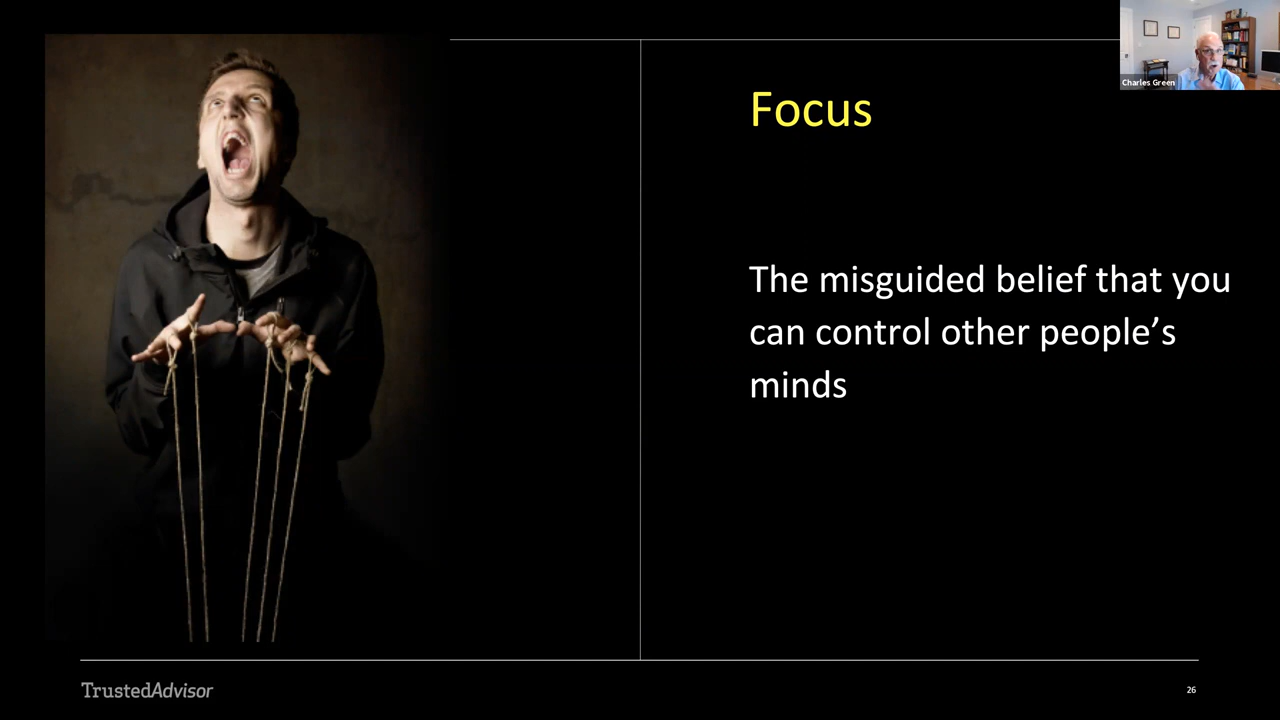 Charles Green
Focus
The misguided belief that you
can control other people’s
minds
TrustedAdvisor
26